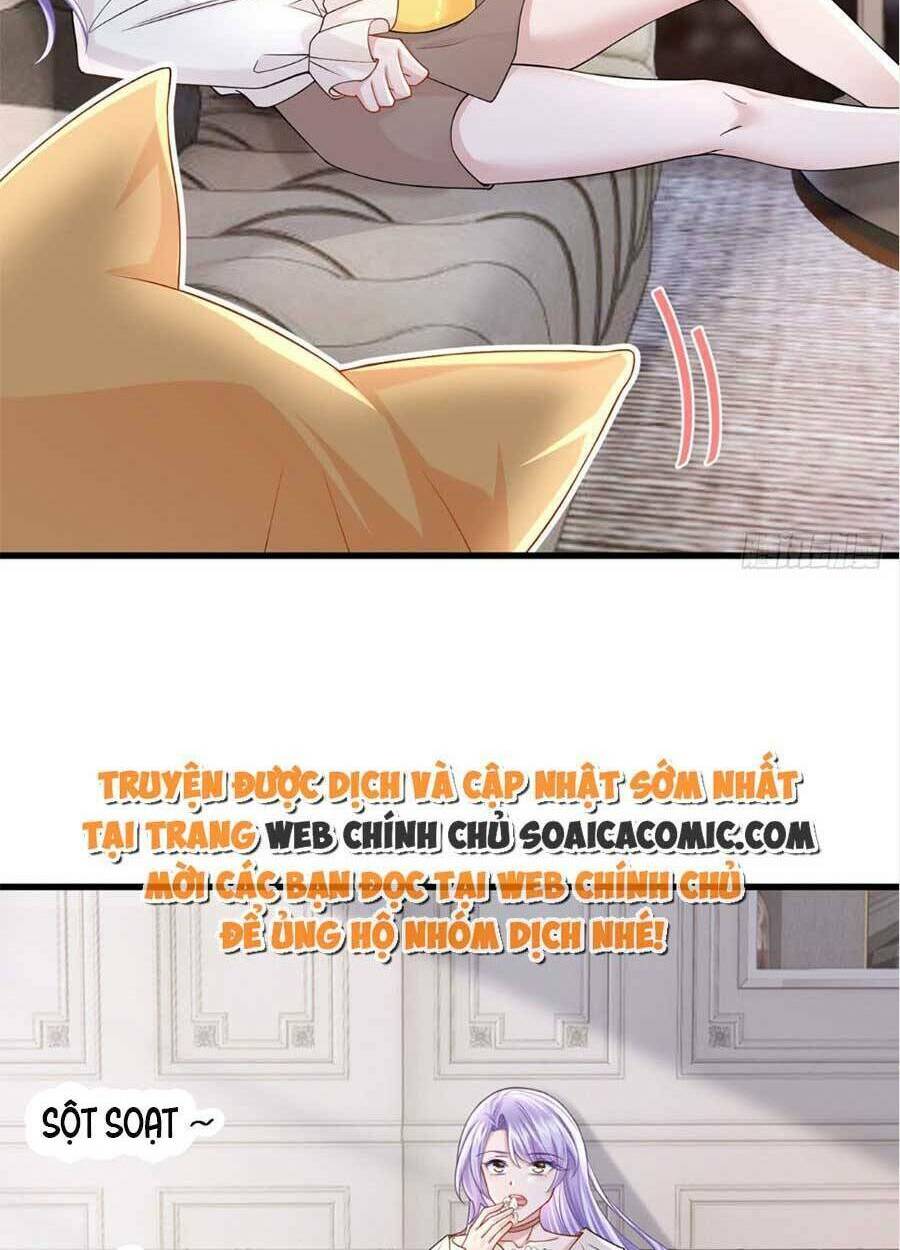 TRUYỆN ĐƯỢC DỊCH VÀ CẬP NHẬT SỚM NHẤT
TẠI TRANG WEB CHÍNH CHỦ SOAICACOMIC.COM
MỜI CÁC BẠN ĐỌC TẠI WEB CHÍNH CHỦ
ĐỂ ỦNG HỘ NHÓM DỊCH NHÉ!
SỘT SOẠT ~